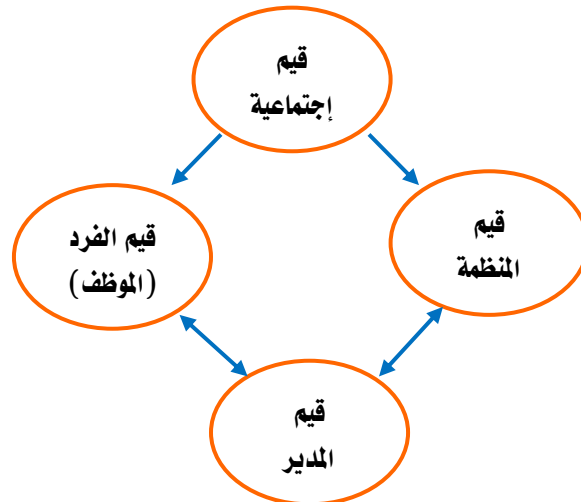 قيم
إجتماعية
قيم
المنظمة
قيم الفرد
(الموظف)
قيم
المدير